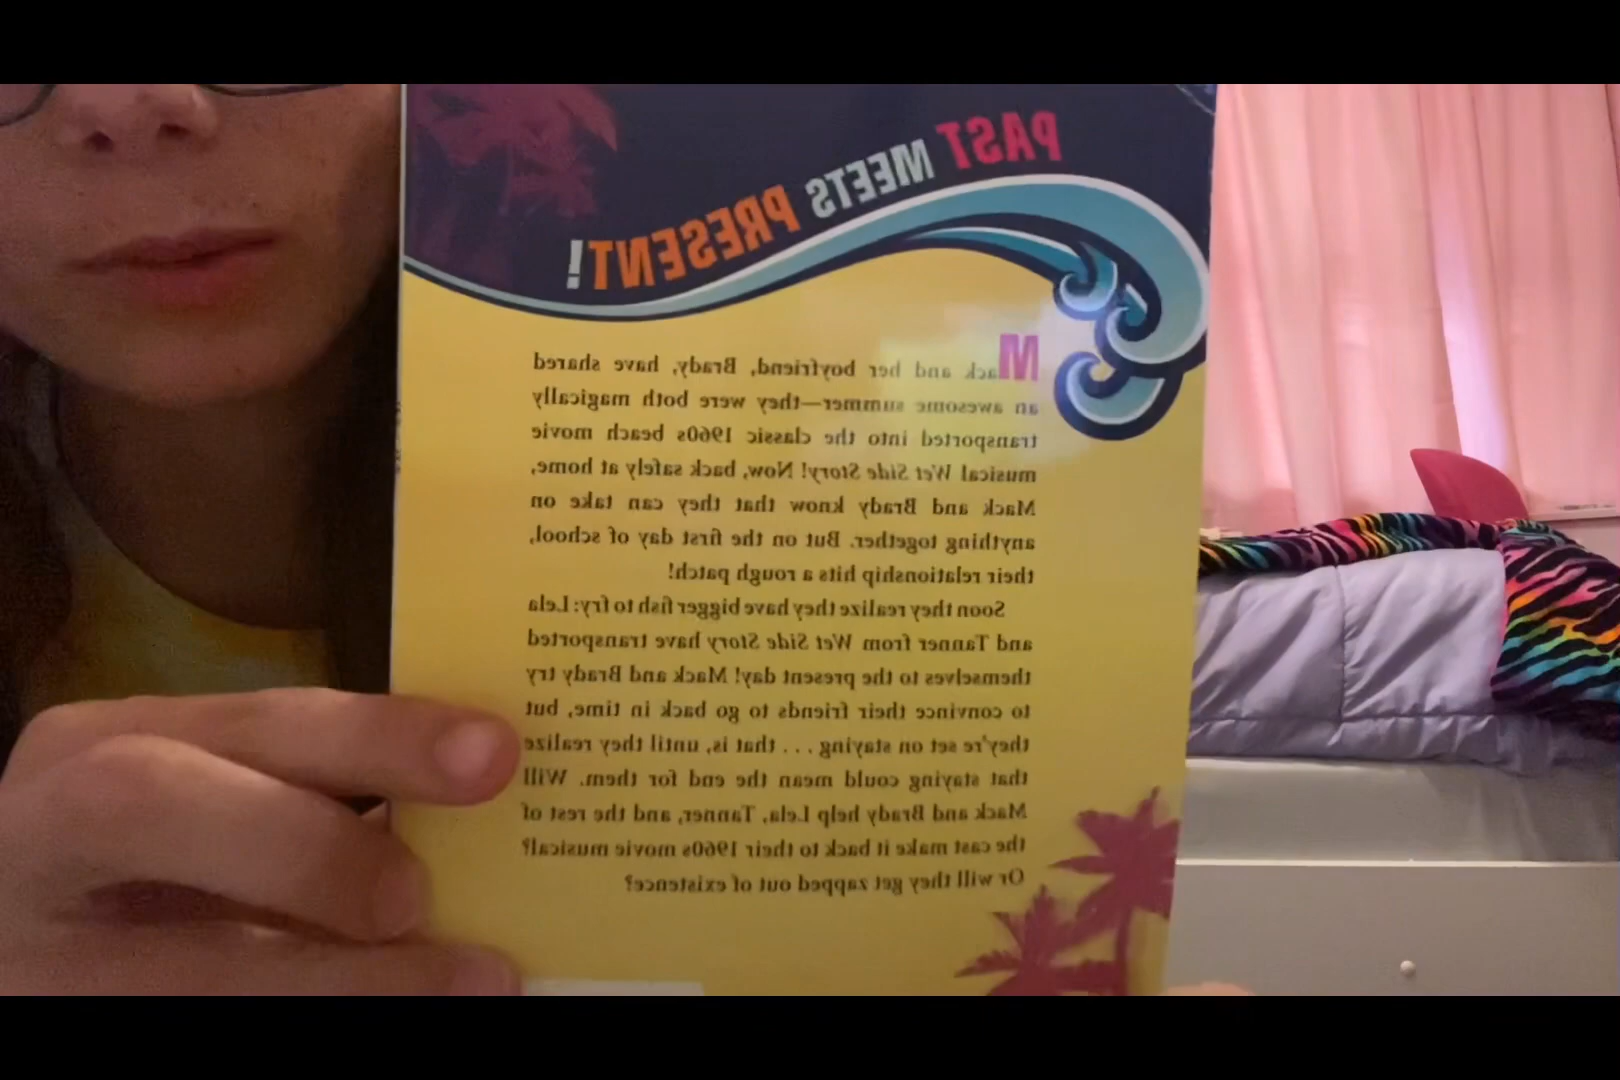 PAST MEETS PRESENT!
Mack and her boyfriend, Brady, have shared
an awesome summer—they were both magically
transported into the classic 1960s beach movie
musical Wet Side Story! Now, back safely at home,
Mack and Brady know that they can take on
anything together. But on the first day of school,
their relationship hits a rough patch!
Soon they realize they have bigger fish to fry: Lela
and Tanner from Wet Side Story have transported
themselves to the present day! Mack and Brady try
to convince their friends to go back in time, but
they're set on staying . . . that is, until they realize
that staying could mean the end for them. Will
Mack and Brady help Lela, Tanner, and the rest of
the cast make it back to their 1960s movie musical?
Or will they get zapped out of existence?